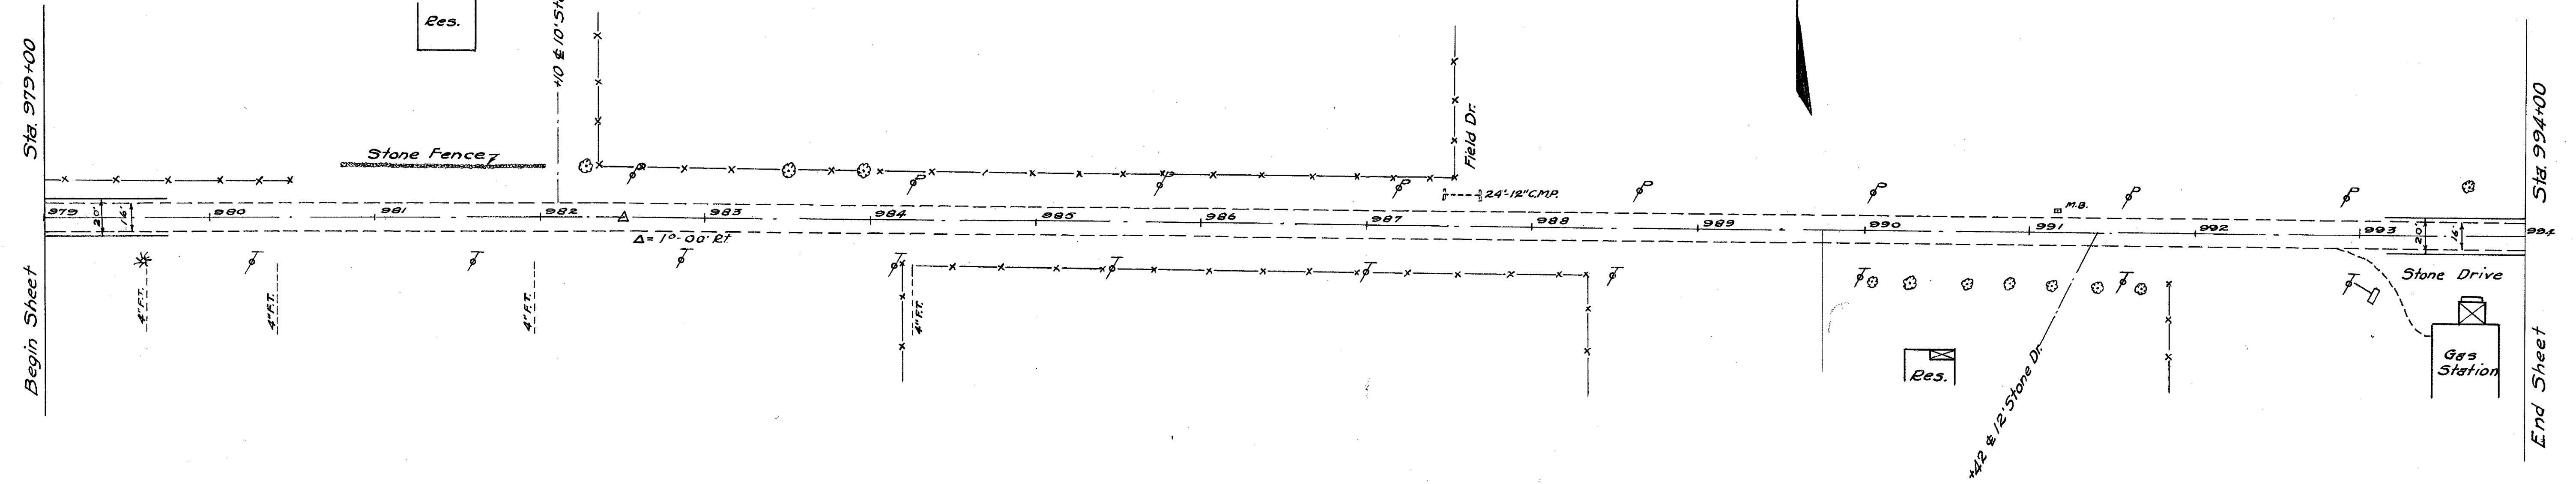 Sta. 979+00
Begin Sheet
Res.
+10 ⅊ 10' St
Stone Fence
979
20'
16'
980
981
982
983
984
985
986
987
988
989
990
991
992
993
994
Δ= 1°-00' Rt
4" F.T.
4" F.T.
4" F.T.
4" F.T.
Field Dr.
24'-12" C.M.P.
M.B.
Res.
+42 ⅊ 12' Stone Dr.
20'
16'
Stone Drive
Gas
Station
Sta. 994+00
End Sheet